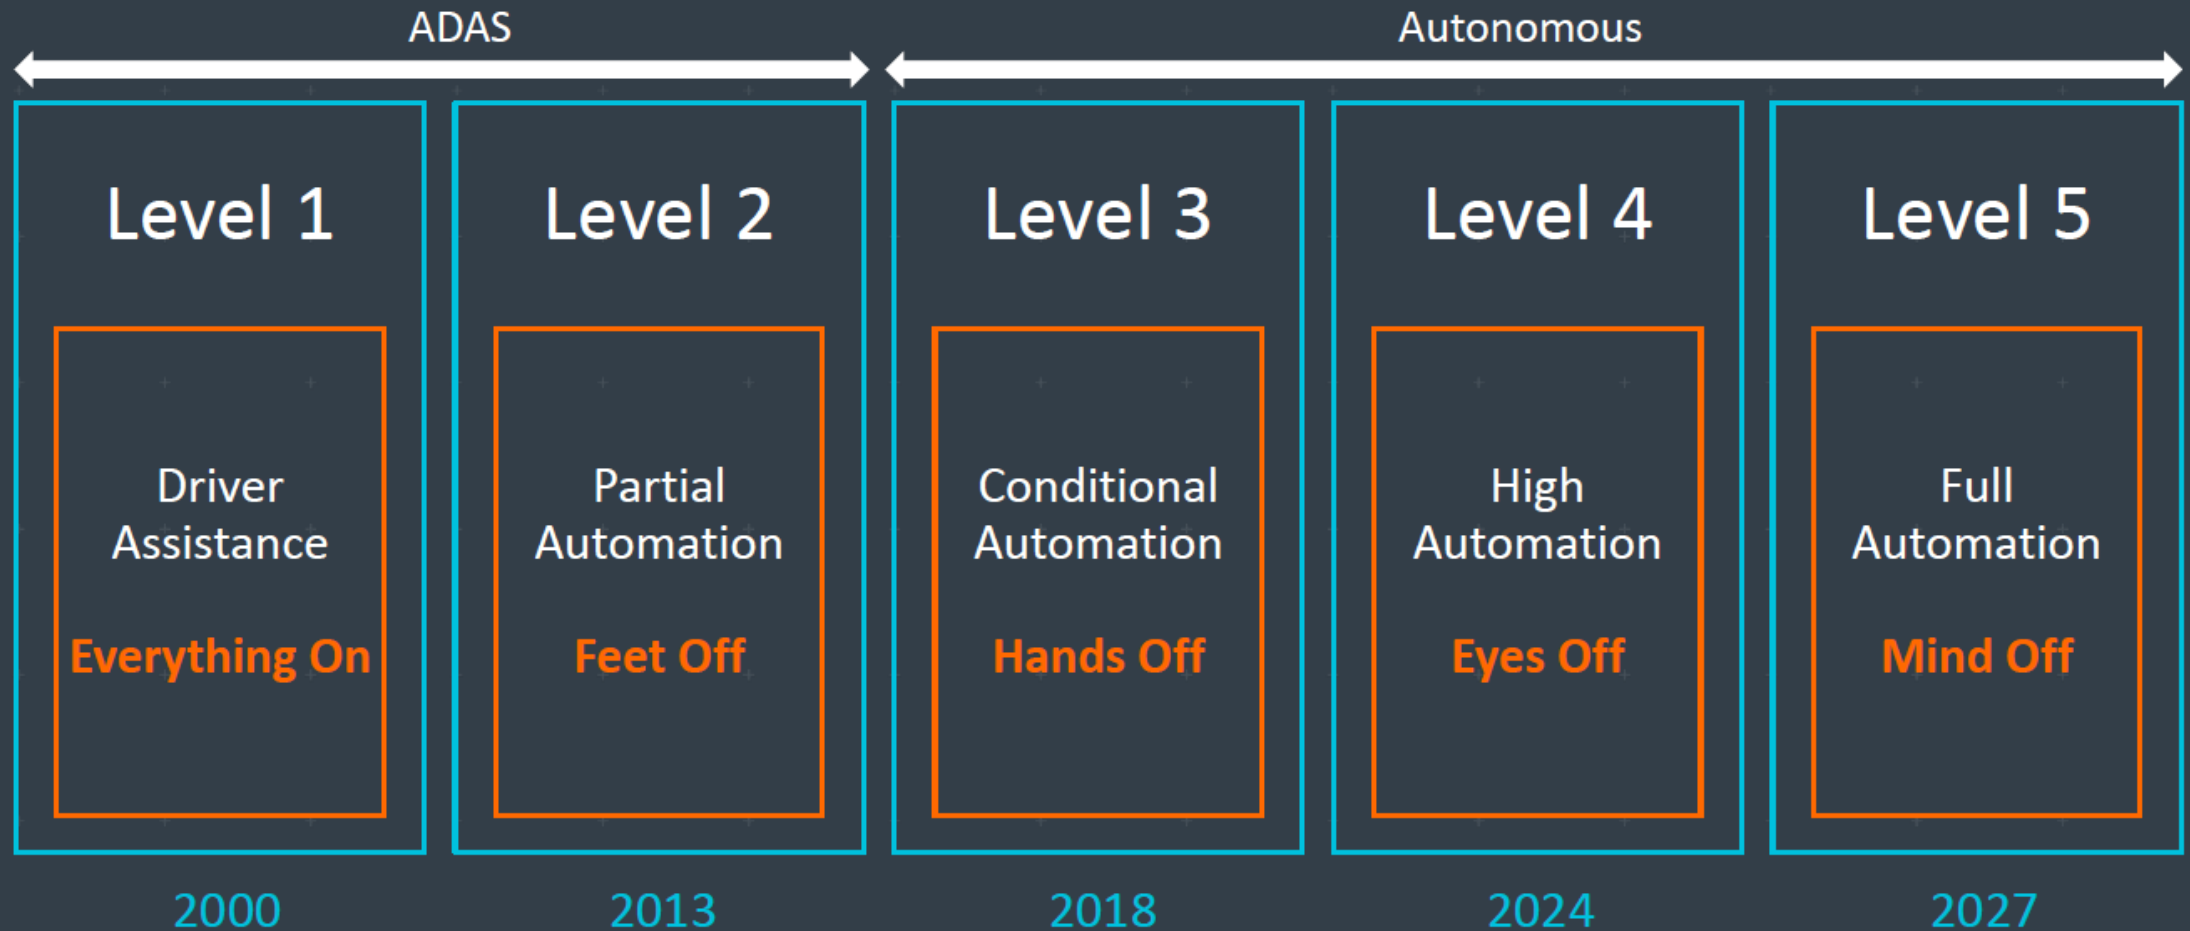 ADAS
Autonomous
Level 1
Level 2
Level 3
Level 4
Level 5
Driver
Assistance
Everything On
Partial
Automation
Feet Off
Conditional
Automation
Hands Off
High
Automation
Eyes Off
Full
Automation
Mind Off
2000
2013
2018
2024
2027